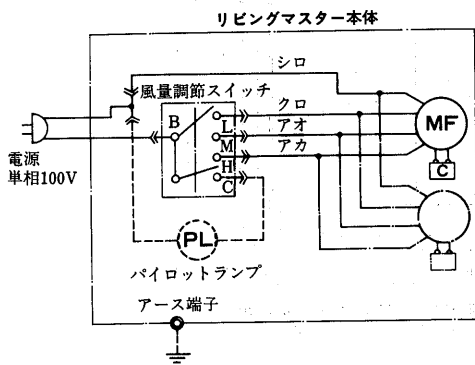 リビングマスター本体
シロ
風量調節スイッチ
クロ
B
L
アオ
MF
M
アカ
H
電源
単相100V
C
C
PL
パイロットランプ
アース端子